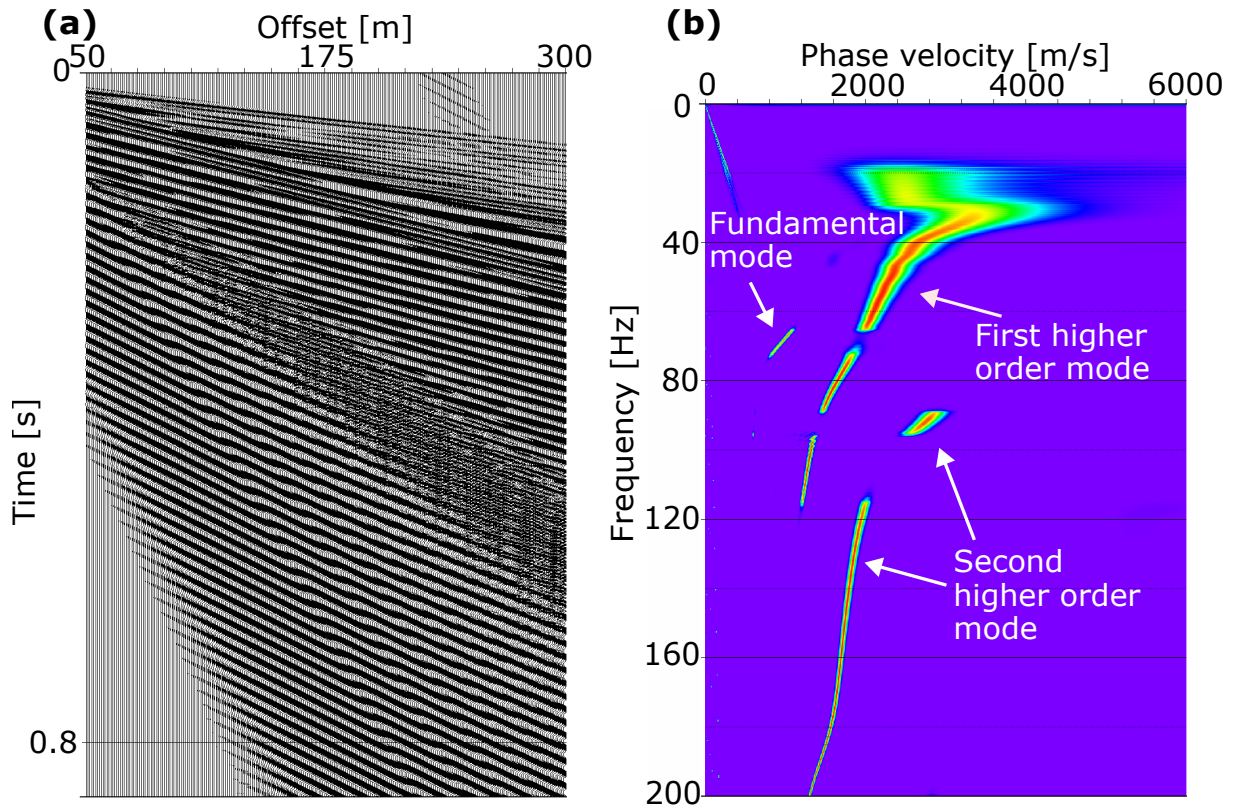 (a)
Offset [m]
50 175 300
0
0.8
Time [s]
(b)
Phase velocity [m/s]
0 2000 4000 6000
0
40
80
120
160
200
Frequency [Hz]
Fundamental
mode
First higher
order mode
Second
higher order
mode